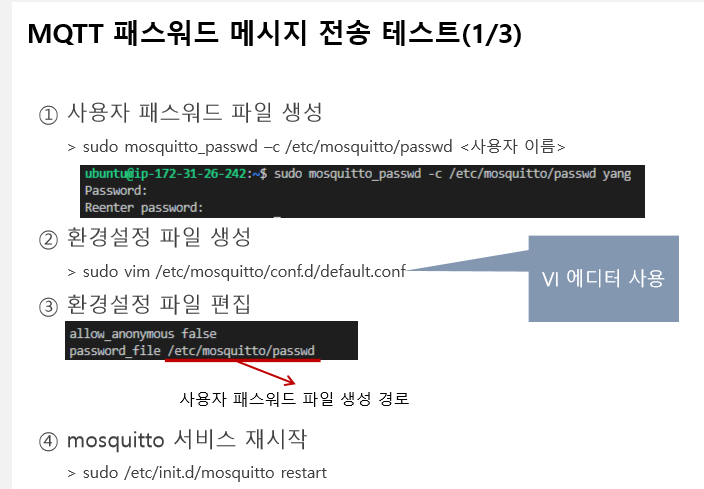 MQTT 패스워드 메시지 전송 테스트(1/3)
① 사용자 패스워드 파일 생성
> sudo mosquitto_passwd –c /etc/mosquitto/passwd <사용자 이름>
ubuntu@ip-172-31-26-242:~$ sudo mosquitto_passwd -c /etc/mosquitto/passwd yang
Password:
Reenter password:
② 환경설정 파일 생성
> sudo vim /etc/mosquitto/conf.d/default.conf
VI 에디터 사용
③ 환경설정 파일 편집
allow_anonymous false
password_file /etc/mosquitto/passwd
사용자 패스워드 파일 생성 경로
④ mosquitto 서비스 재시작
> sudo /etc/init.d/mosquitto restart